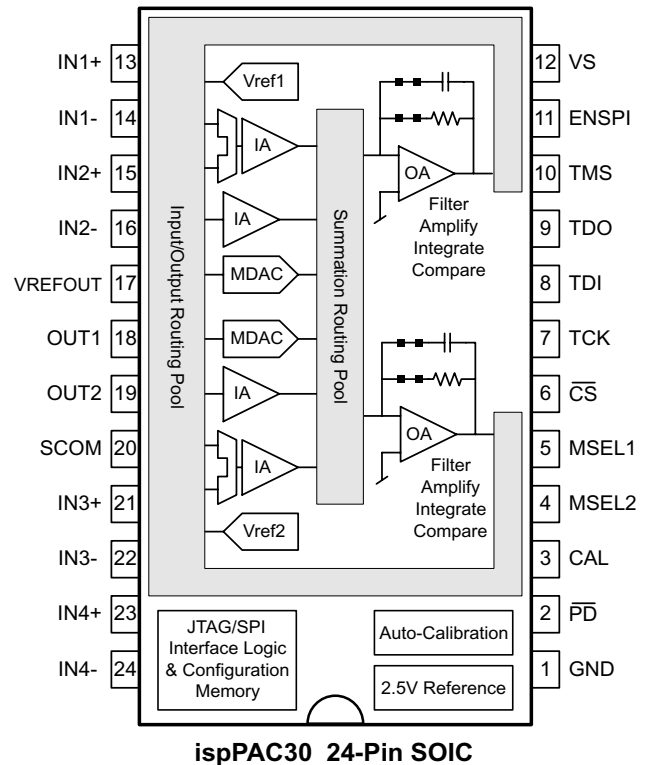 IN1+ 13
IN1- 14
IN2+ 15
IN2- 16
VREFOUT 17
OUT1 18
OUT2 19
SCOM 20
IN3+ 21
IN3- 22
IN4+ 23
IN4- 24
Input/Output Routing Pool
Vref1
IA
IA
MDAC
MDAC
IA
IA
Vref2
Summation Routing Pool
OA
Filter
Amplify
Integrate
Compare
OA
Filter
Amplify
Integrate
Compare
JTAG/SPI
Interface Logic
& Configuration
Memory
Auto-Calibration
2.5V Reference
12 VS
11 ENSPI
10 TMS
9 TDO
8 TDI
7 TCK
6 C̅S̅
5 MSEL1
4 MSEL2
3 CAL
2 P̅D̅
1 GND
ispPAC30 24-Pin SOIC